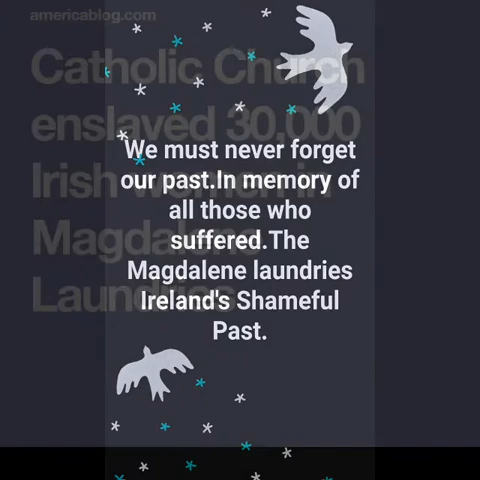 americablog.com
Catholic Church
enslaved 30,000
Irish women in
Magdalene
Laundries
We must never forget
our past.In memory of
all those who
suffered.The
Magdalene laundries
Ireland's Shameful
Past.